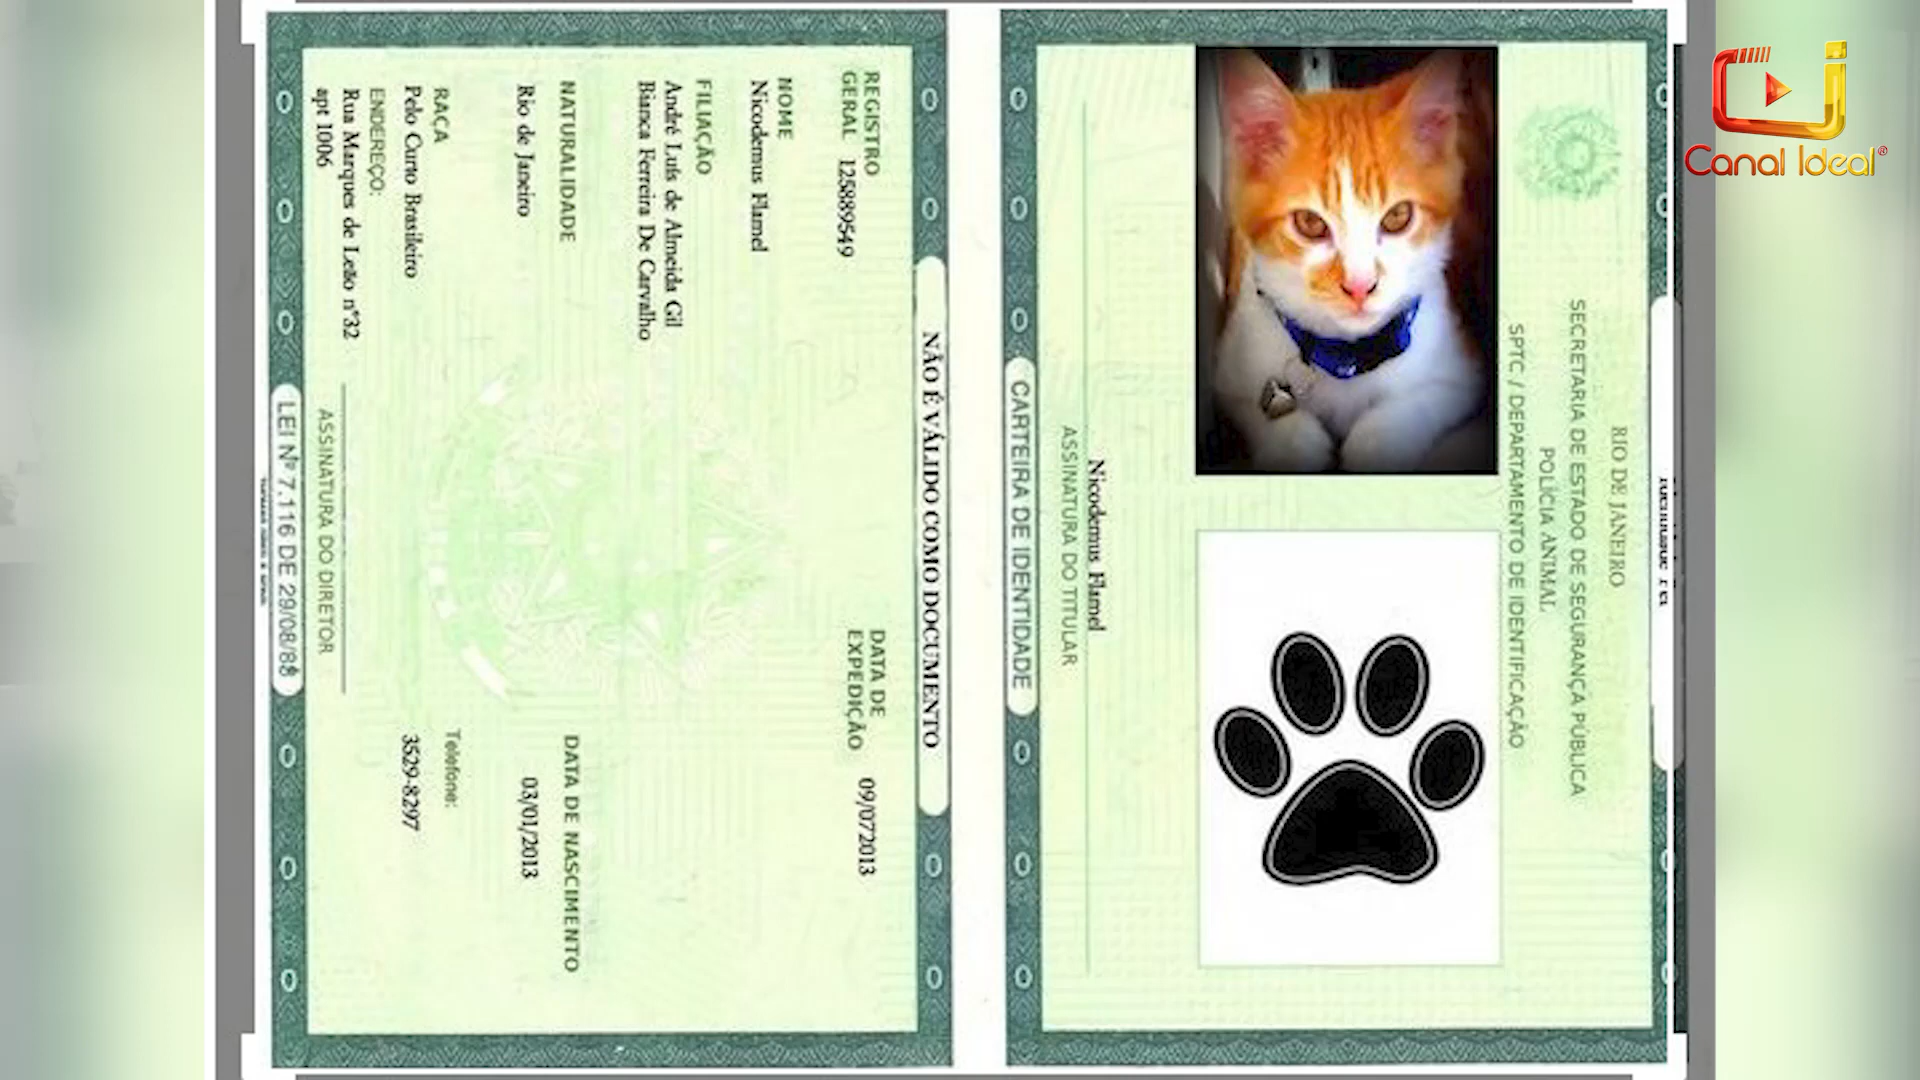 Canal Ideal®
RIO DE JANEIRO
SECRETARIA DE ESTADO DE SEGURANÇA PÚBLICA
POLÍCIA ANIMAL
SPTC / DEPARTAMENTO DE IDENTIFICAÇÃO
Nicodemus Flamel
ASSINATURA DO TITULAR
CARTEIRA DE IDENTIDADE
NÃO É VÁLIDO COMO DOCUMENTO
REGISTRO
GERAL 125889549
DATA DE
EXPEDIÇÃO 09/072013
NOME
Nicodemus Flamel
FILIAÇÃO
André Luís de Almeida Gil
Bianca Ferreira De Carvalho
NATURALIDADE
Rio de Janeiro
DATA DE NASCIMENTO
03/01/2013
RAÇA
Pelo Curto Brasileiro
Telefone:
3529-8297
ENDEREÇO:
Rua Marques de Leão nº32
apt 1006
ASSINATURA DO DIRETOR
LEI Nº 7.116 DE 29/08/83